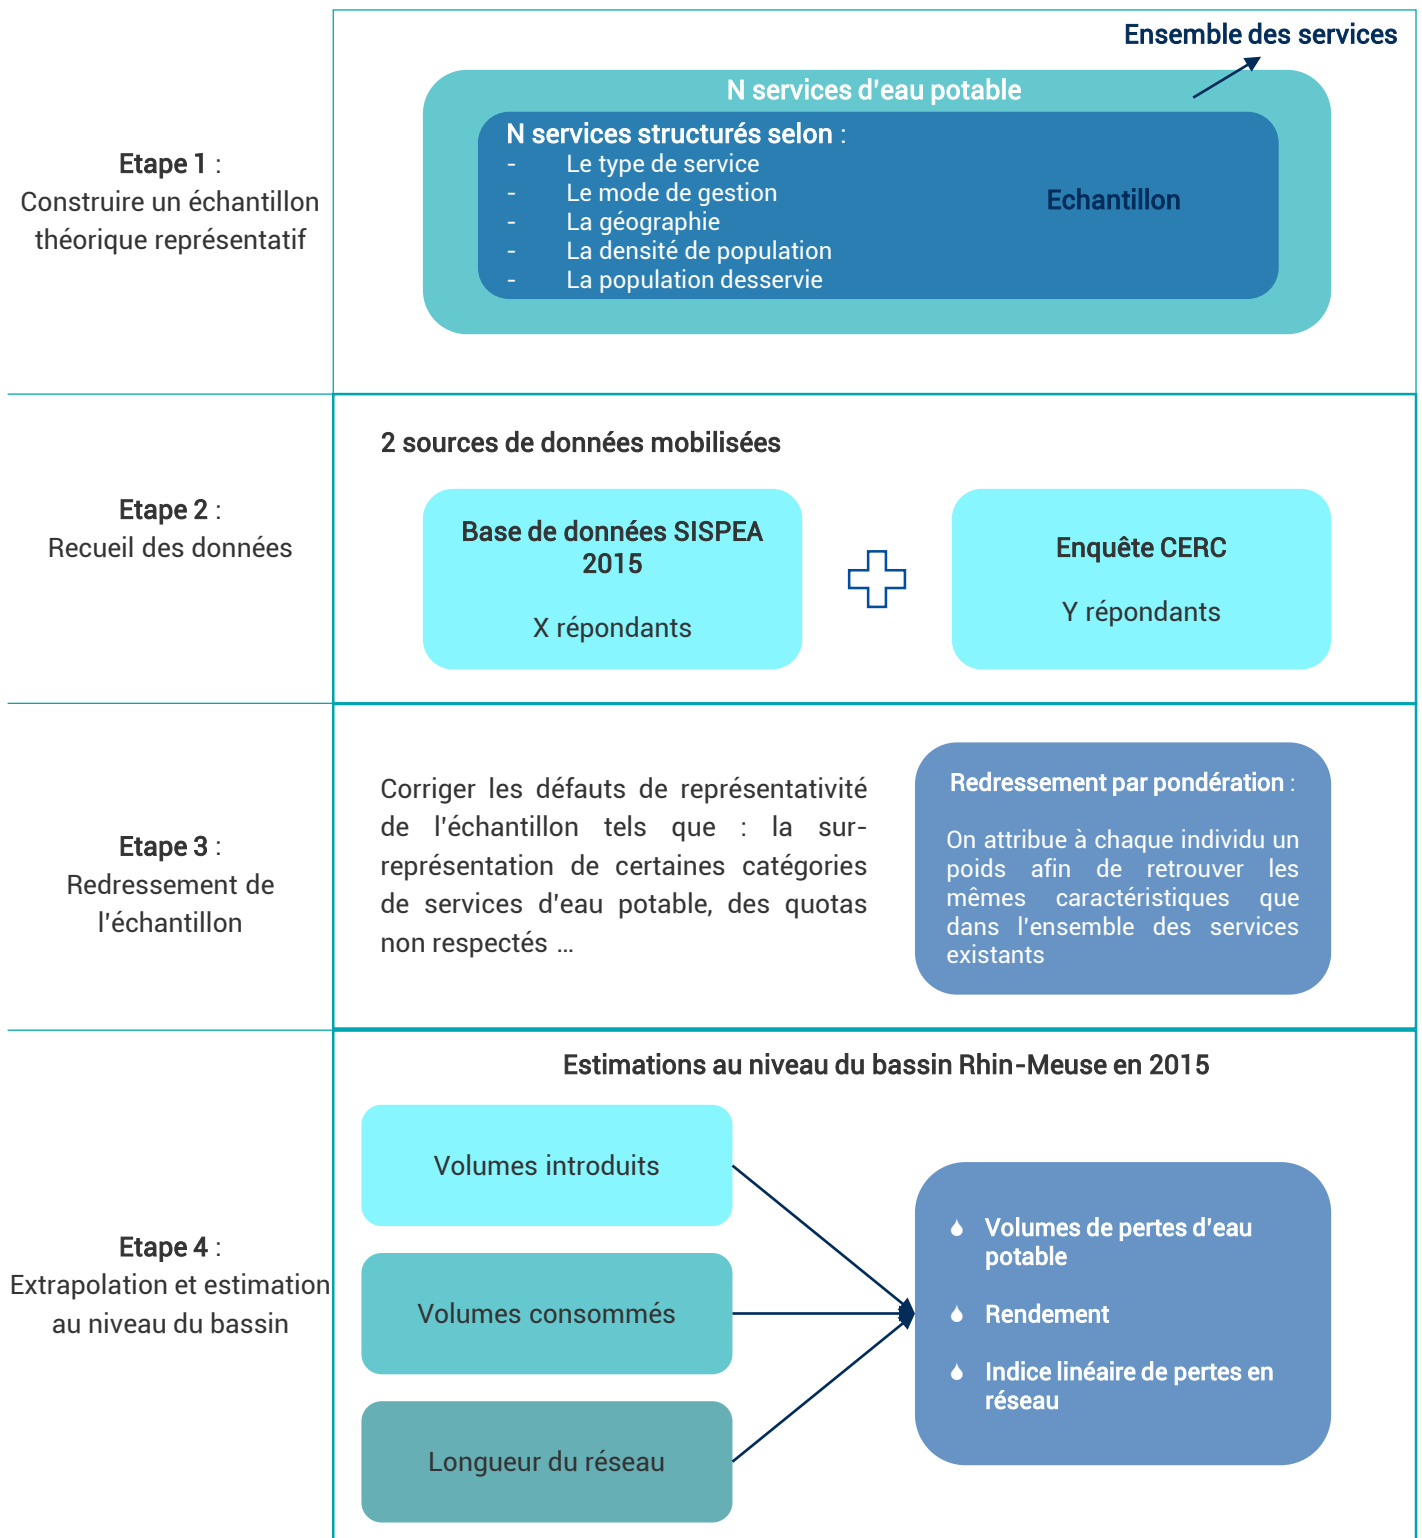 Ensemble des services
N services d'eau potable
Etape 1 :
Construire un échantillon
théorique représentatif
N services structurés selon :
- Le type de service
- Le mode de gestion
- La géographie
- La densité de population
- La population desservie
Echantillon
Etape 2 :
Recueil des données
2 sources de données mobilisées
Base de données SISPEA
2015
X répondants
Enquête CERC
Y répondants
Etape 3 :
Redressement de
l'échantillon
Corriger les défauts de représentativité
de l'échantillon tels que : la sur-
représentation de certaines catégories
de services d'eau potable, des quotas
non respectés ...
Redressement par pondération :
On attribue à chaque individu un
poids afin de retrouver les
mêmes caractéristiques que
dans l'ensemble des services
existants
Etape 4 :
Extrapolation et estimation
au niveau du bassin
Estimations au niveau du bassin Rhin-Meuse en 2015
Volumes introduits
Volumes consommés
Longueur du réseau
Volumes de pertes d'eau
potable
Rendement
Indice linéaire de pertes en
réseau